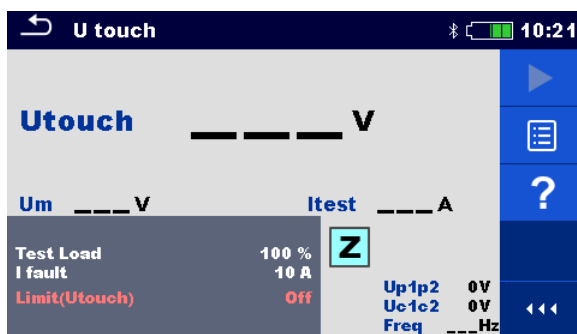 U touch 10:21
Utouch ___V
Um ___V Itest ___A
Test Load 100 %
I fault 10 A
Limit(Utouch) Off
Z
Up1p2 0V
Uc1c2 0V
Freq ___Hz
?